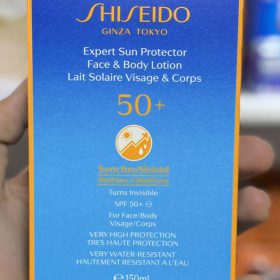 SHISEIDO
GINZA TOKYO
Expert Sun Protector
Face & Body Lotion
Lait Solaire Visage & Corps
50+
SynchroShield
Turns Invisible
SPF 50+
For Face/Body
Visage/Corps
VERY HIGH PROTECTION
TRES HAUTE PROTECTION
VERY WATER-RESISTANT
HAUTEMENT RESISTANT A L'EAU
℮150ml